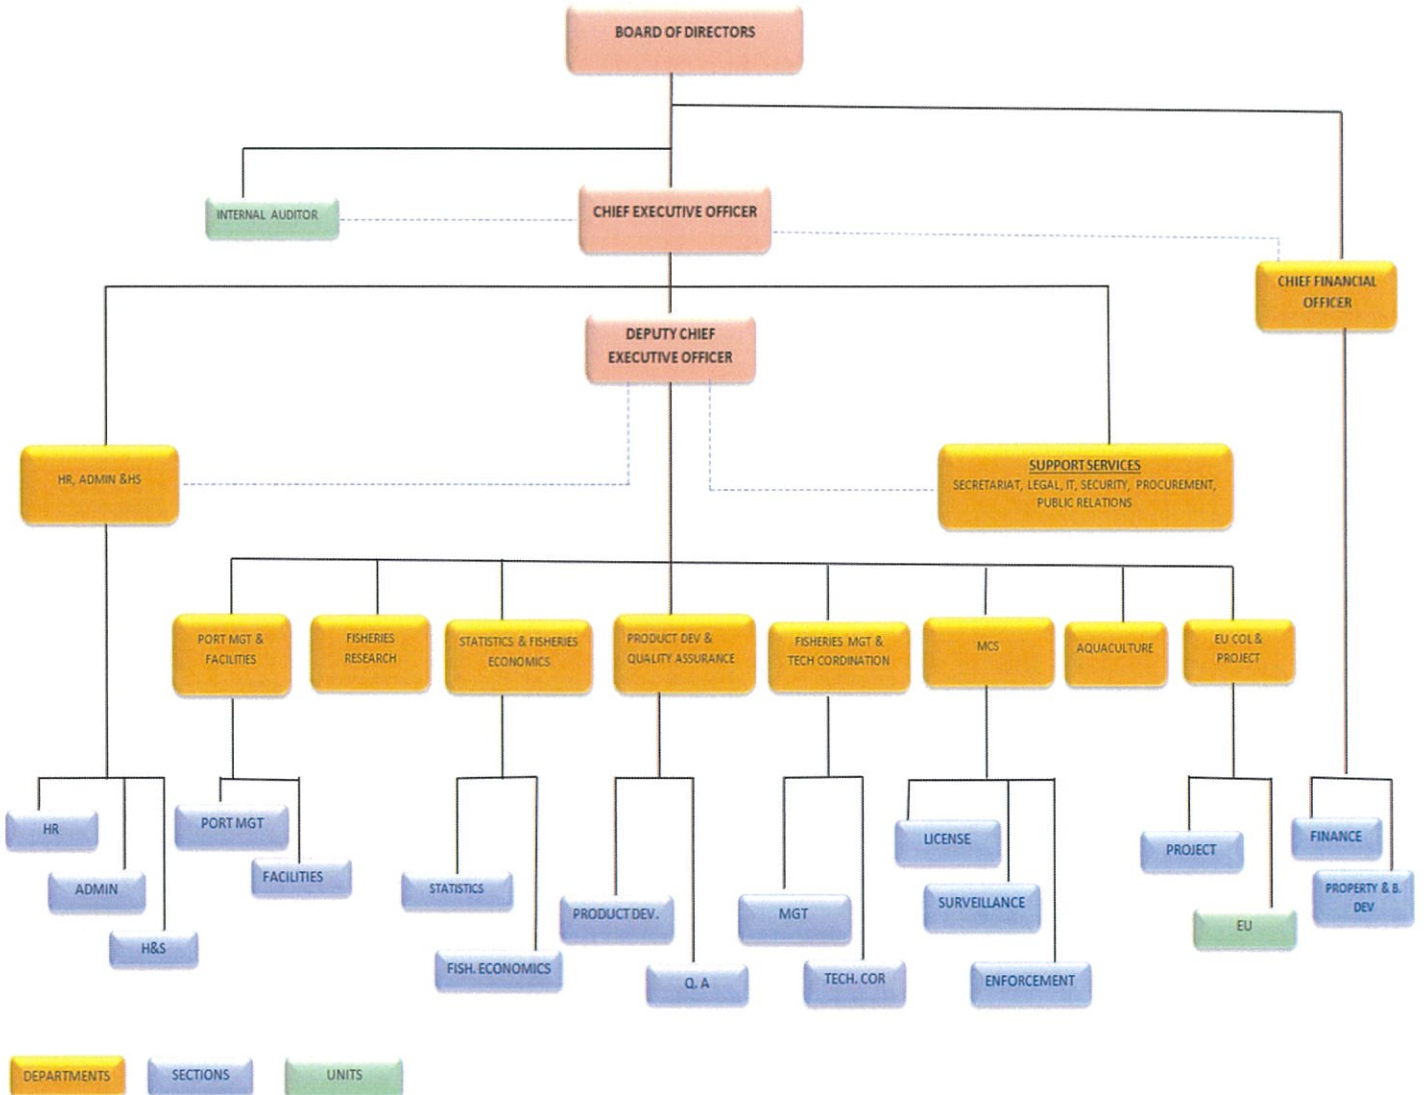 BOARD OF DIRECTORS
INTERNAL AUDITOR
CHIEF EXECUTIVE OFFICER
CHIEF FINANCIAL
OFFICER
DEPUTY CHIEF
EXECUTIVE OFFICER
HR, ADMIN &HS
SUPPORT SERVICES
SECRETARIAT, LEGAL, IT, SECURITY, PROCUREMENT,
PUBLIC RELATIONS
PORT MGT &
FACILITIES
FISHERIES
RESEARCH
STATISTICS & FISHERIES
ECONOMICS
PRODUCT DEV &
QUALITY ASSURANCE
FISHERIES MGT &
TECH CORDINATION
MCS
AQUACULTURE
EU COL &
PROJECT
HR
ADMIN
H&S
PORT MGT
FACILITIES
STATISTICS
FISH. ECONOMICS
PRODUCT DEV.
Q. A
MGT
TECH. COR
LICENSE
SURVEILLANCE
ENFORCEMENT
PROJECT
EU
FINANCE
PROPERTY & B.
DEV
DEPARTMENTS
SECTIONS
UNITS